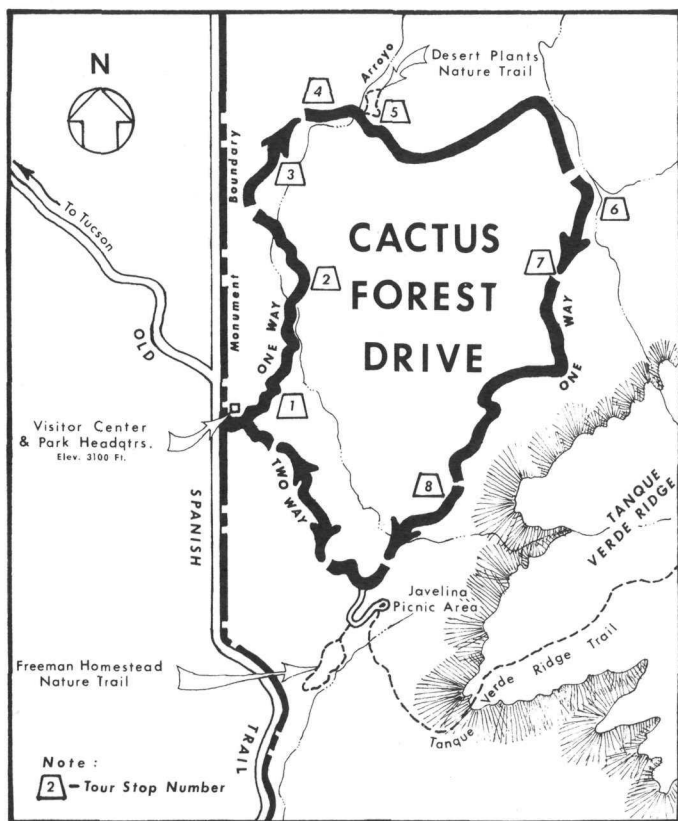 N
Arroyo
Desert Plants
Nature Trail
4
5
3
Boundary
6
To Tucson
CACTUS
FOREST
DRIVE
2
7
Monument
ONE WAY
ONE WAY
OLD
1
Visitor Center
& Park Headqtrs.
Elev. 3100 Ft.
TWO WAY
8
SPANISH
TANQUE
VERDE RIDGE
Javelina
Picnic Area
Freeman Homestead
Nature Trail
Tanque Verde Ridge Trail
TRAIL
Note :
2 - Tour Stop Number